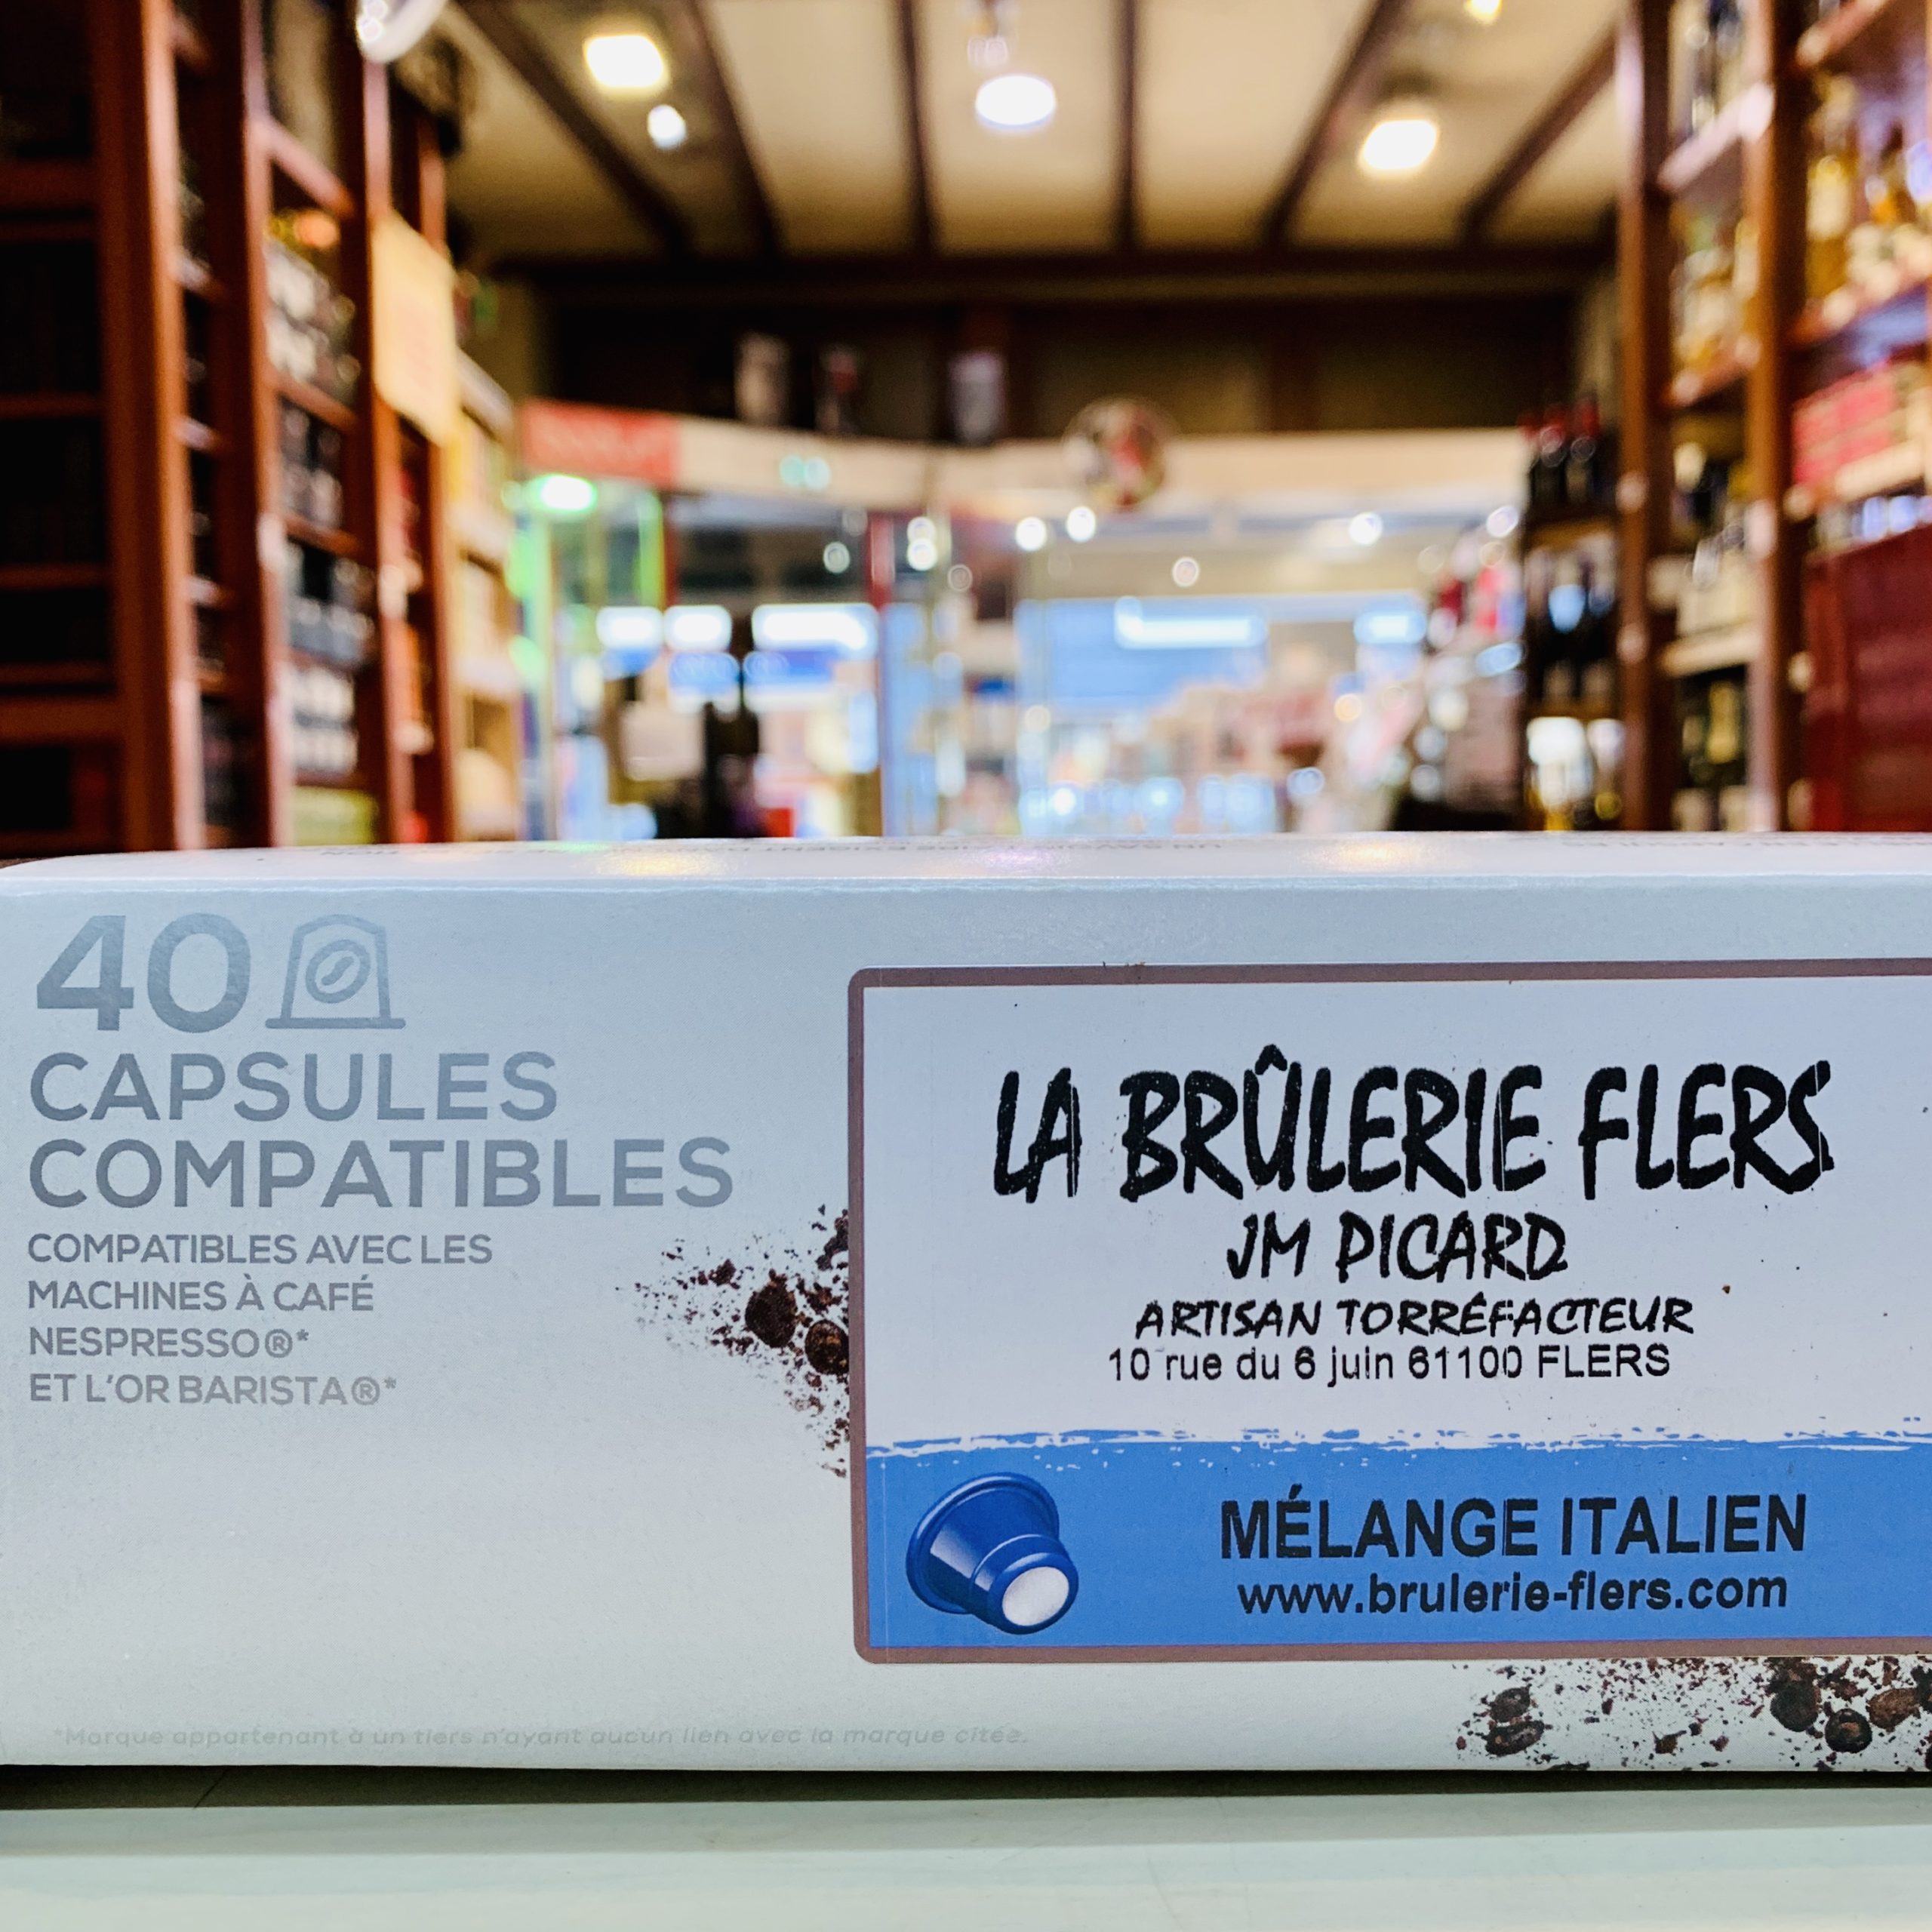 40
CAPSULES
COMPATIBLES
COMPATIBLES AVEC LES
MACHINES À CAFÉ
NESPRESSO®*
ET L'OR BARISTA®*
*Marque appartenant à un tiers n'ayant aucun lien avec la marque citée.
LA BRÛLERIE FLERS
JM PICARD
ARTISAN TORRÉFACTEUR
10 rue du 6 juin 61100 FLERS
MÉLANGE ITALIEN
www.brulerie-flers.com